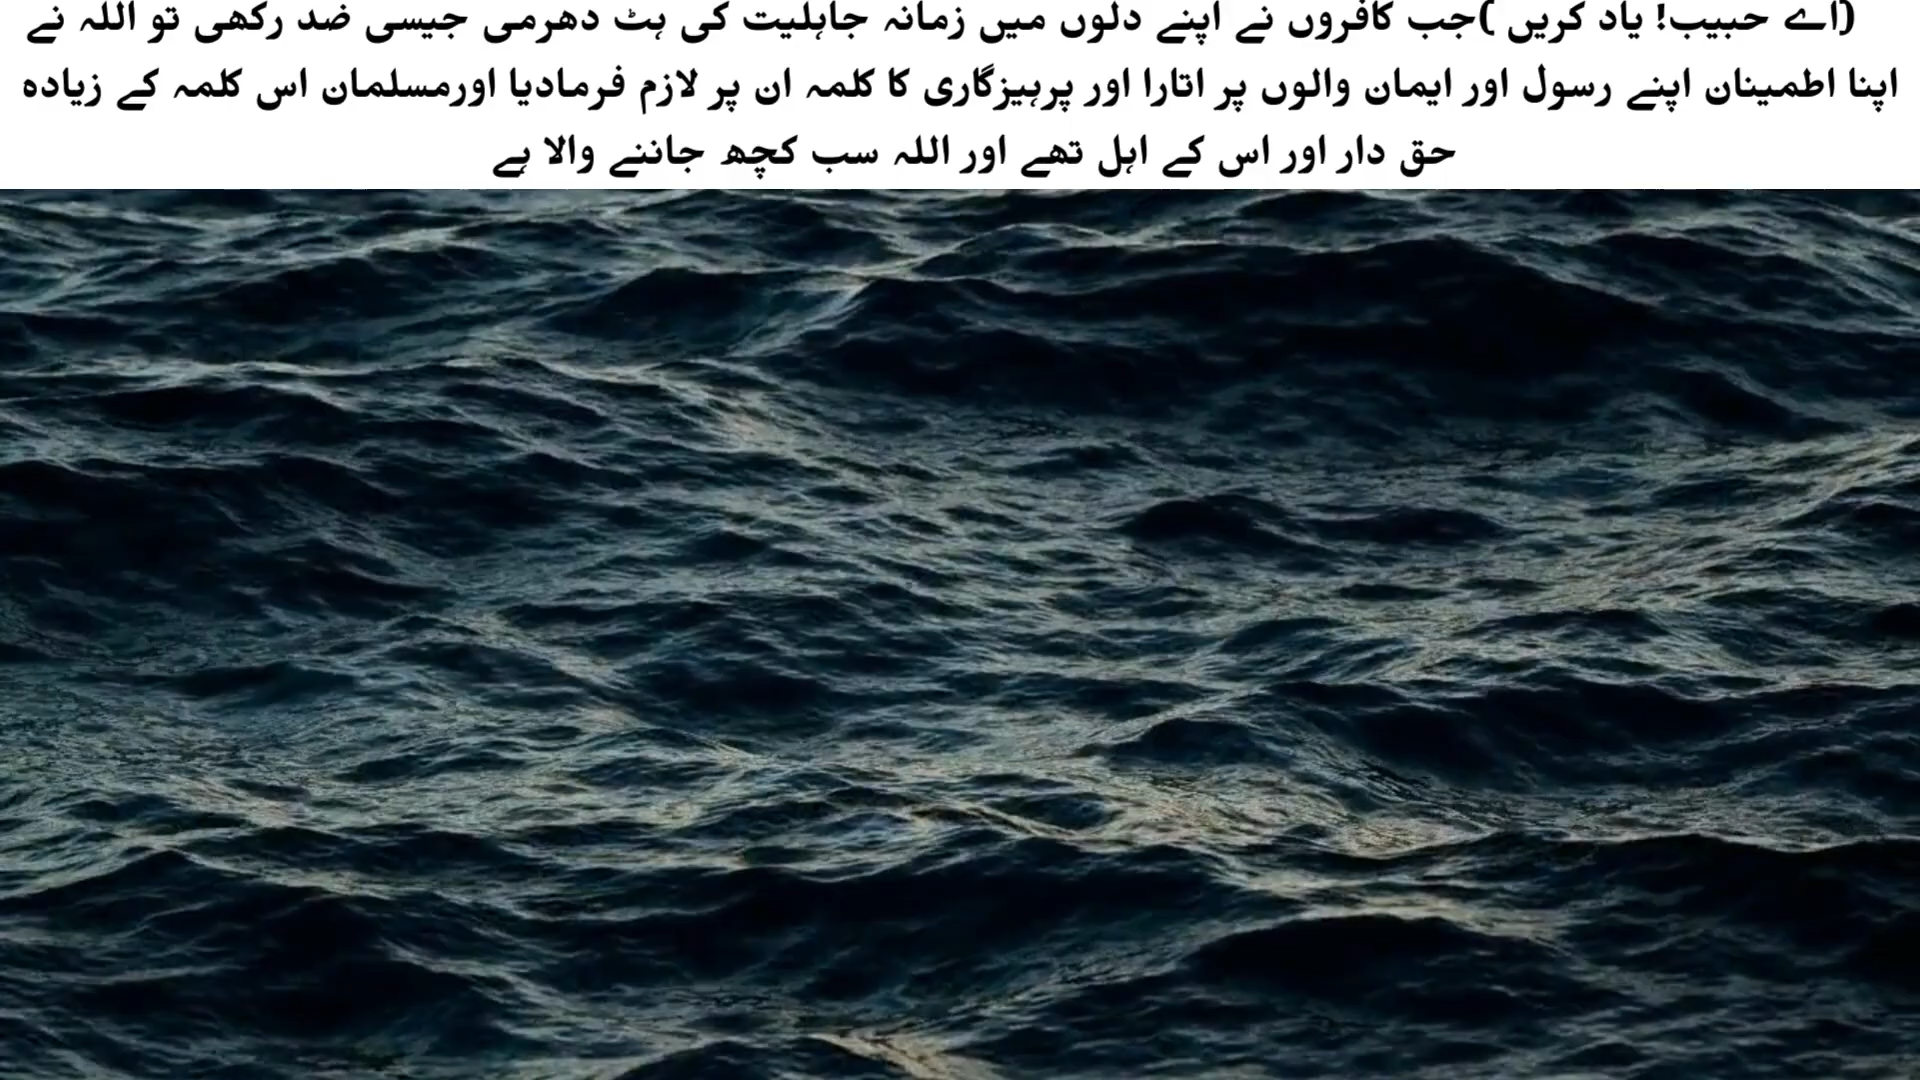 (اے حبیب! یاد کریں )جب کافروں نے اپنے دلوں میں زمانہ جاہلیت کی ہٹ دھرمی جیسی ضد رکھی تو اللہ نے
اپنا اطمینان اپنے رسول اور ایمان والوں پر اتارا اور پرہیزگاری کا کلمہ ان پر لازم فرمادیا اورمسلمان اس کلمہ کے زیادہ
حق دار اور اس کے اہل تھے اور اللہ سب کچھ جاننے والا ہے